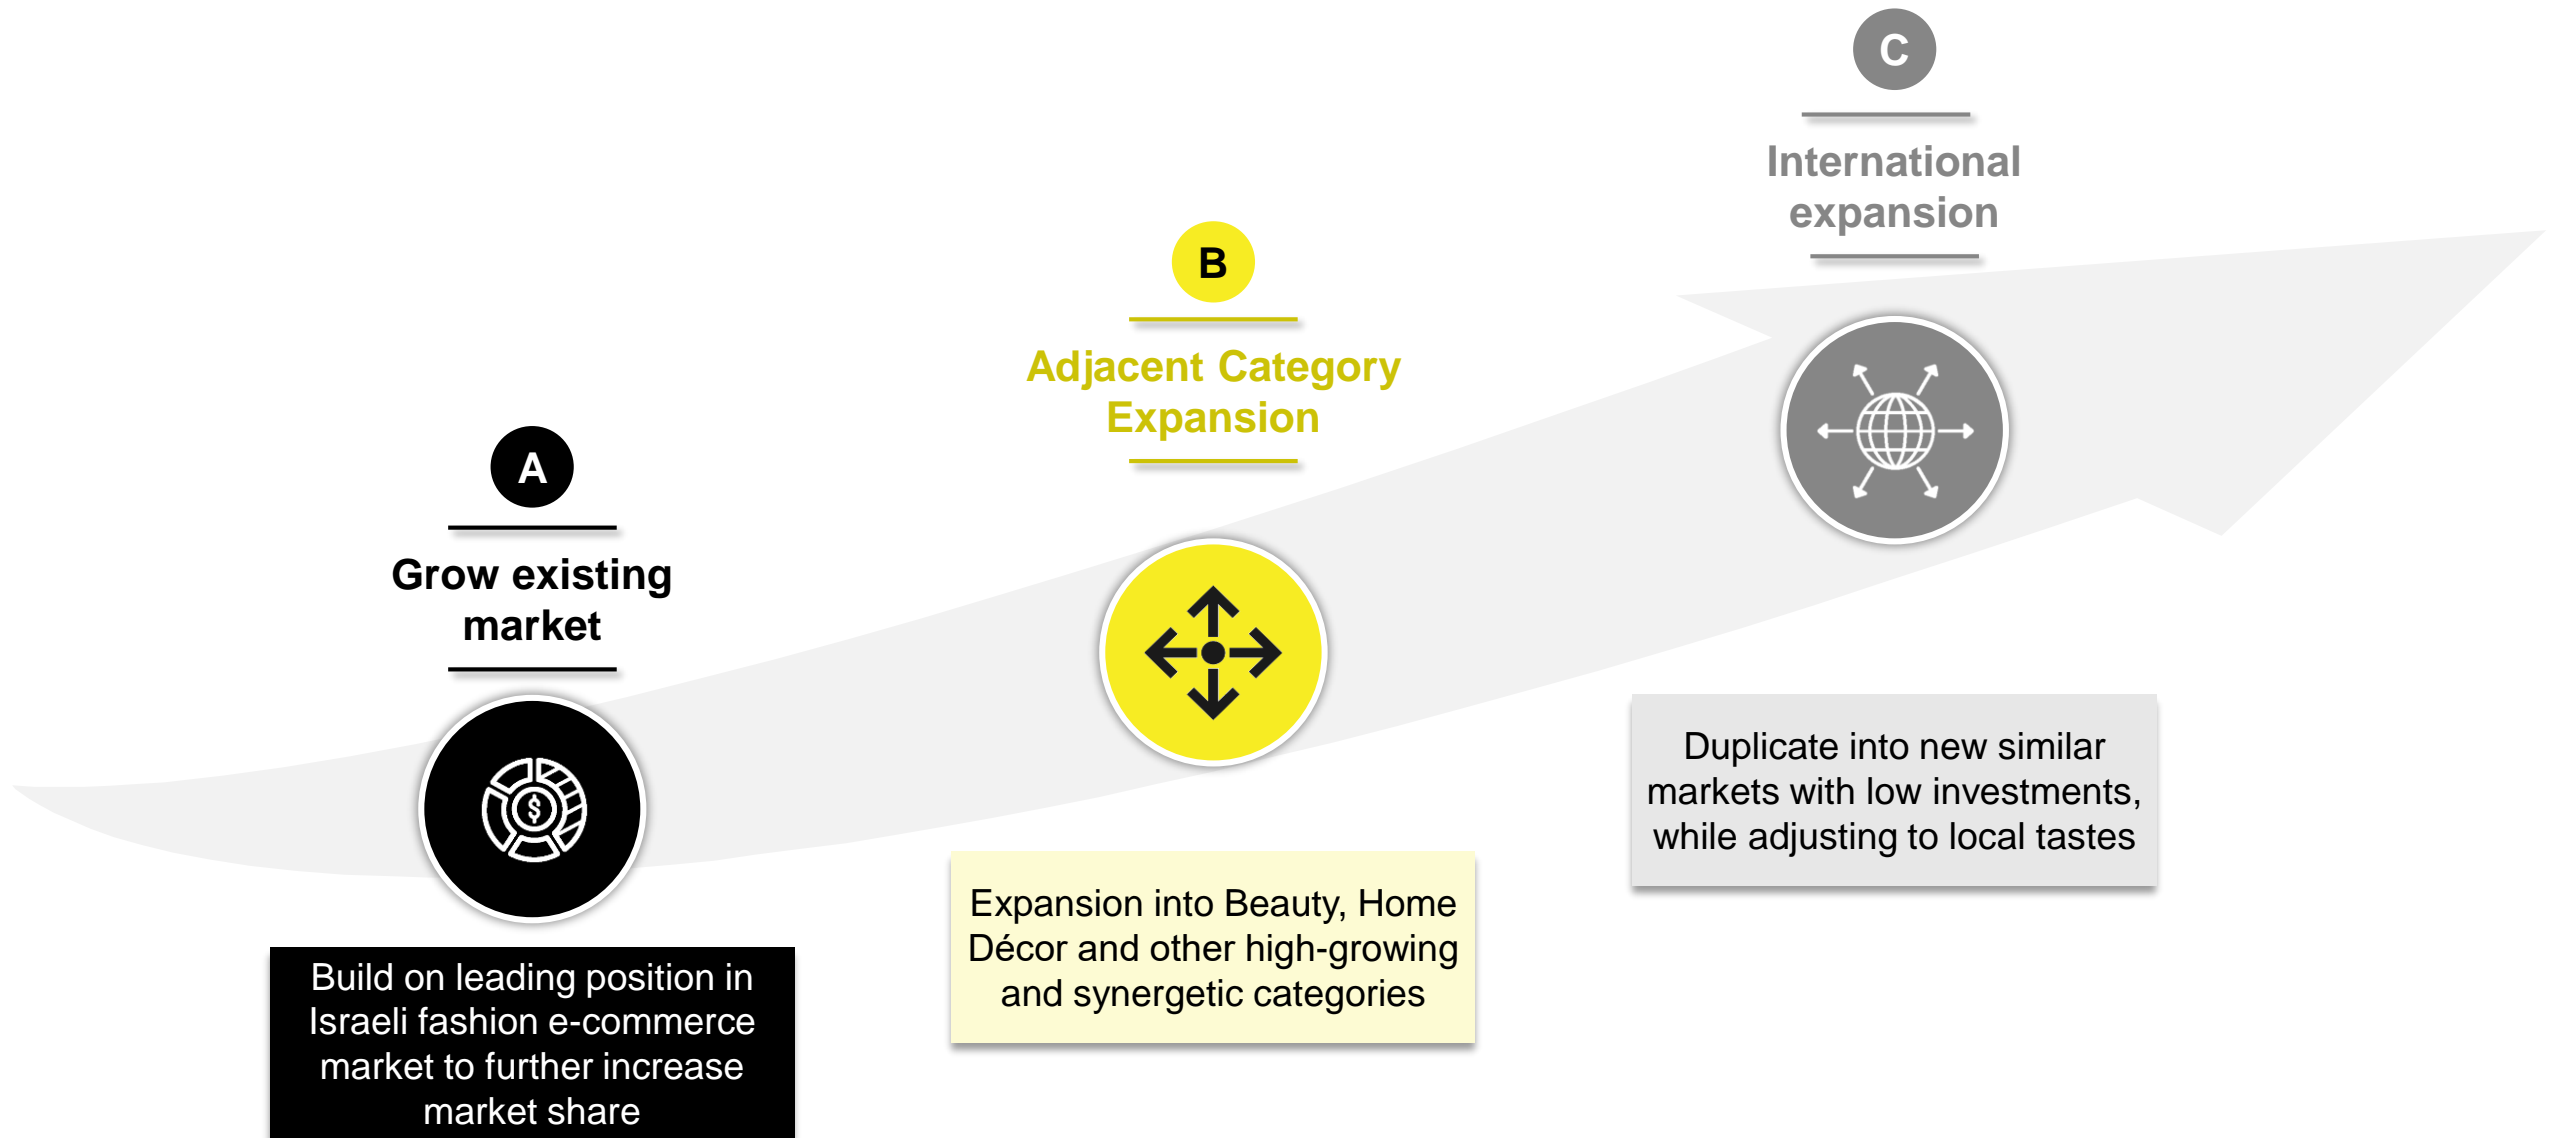 A
Grow existing
market
$
Build on leading position in
Israeli fashion e-commerce
market to further increase
market share
B
Adjacent Category
Expansion
Expansion into Beauty, Home
Décor and other high-growing
and synergetic categories
C
International
expansion
Duplicate into new similar
markets with low investments,
while adjusting to local tastes